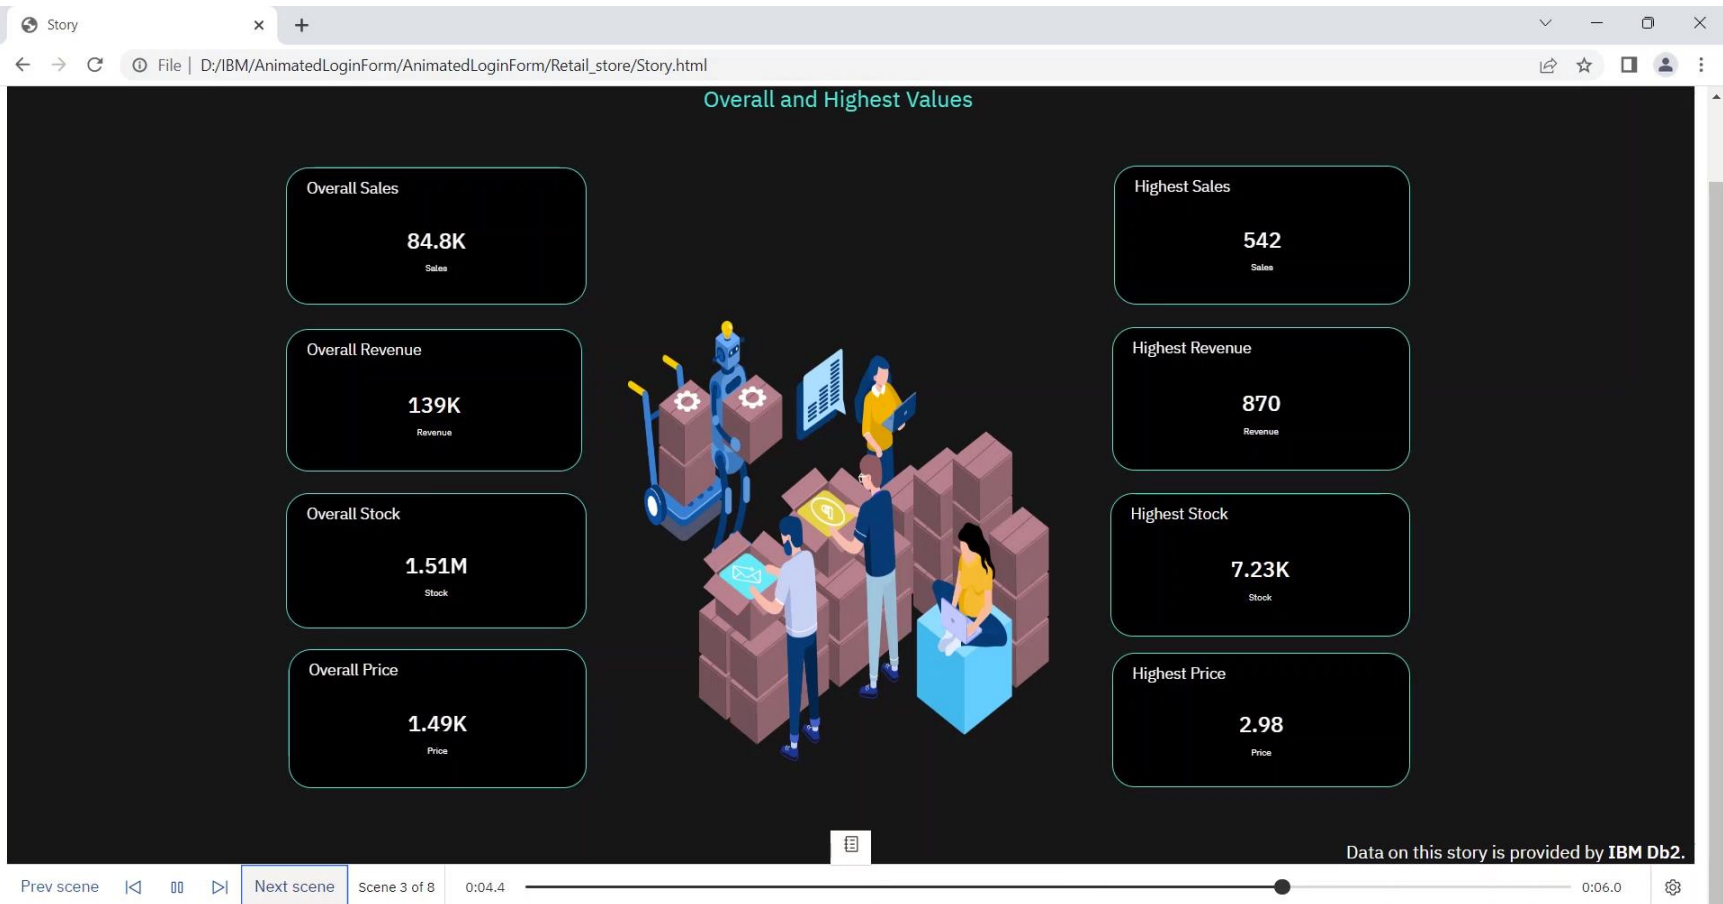 Story
File | D:/IBM/AnimatedLoginForm/AnimatedLoginForm/Retail_store/Story.html
Overall and Highest Values
Overall Sales
84.8K
Sales
Highest Sales
542
Sales
Overall Revenue
139K
Revenue
Highest Revenue
870
Revenue
Overall Stock
1.51M
Stock
Highest Stock
7.23K
Stock
Overall Price
1.49K
Price
Highest Price
2.98
Price
Data on this story is provided by IBM Db2.
Prev scene Next scene Scene 3 of 8 0:04.4 0:06.0